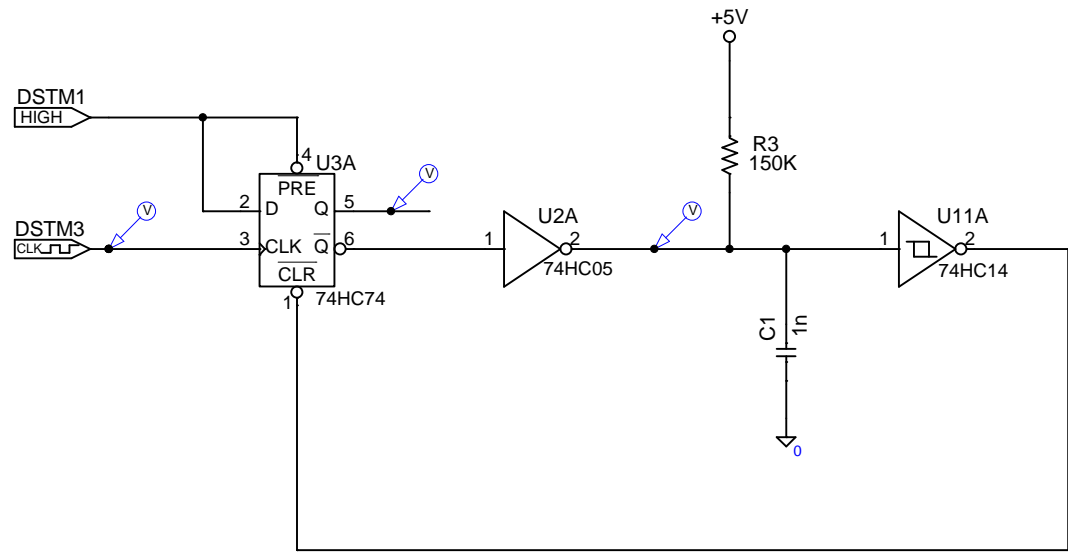 +5V
DSTM1
HIGH
R3
150K
4
U3A
PRE
V
2
D
Q
5
V
V
DSTM3
CLK
3
CLK
Q
6
1
U2A
2
74HC05
1
U11A
2
74HC14
CLR
1
74HC74
C1
1n
0